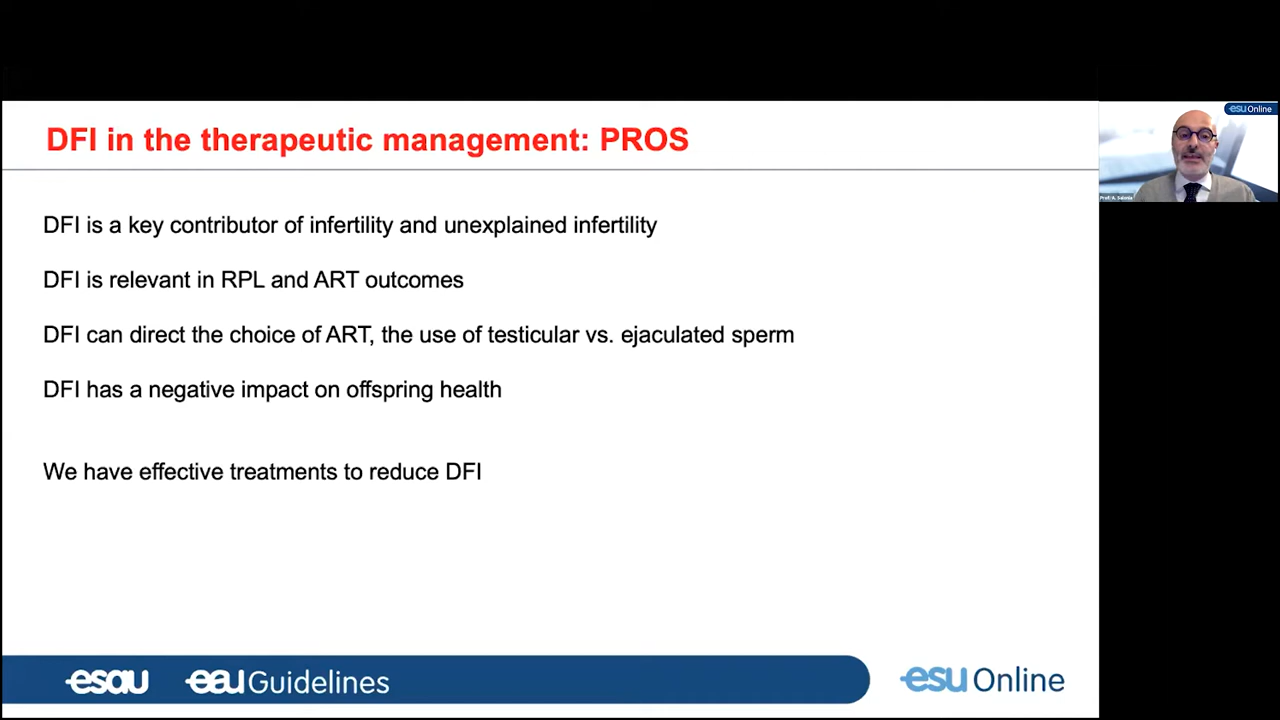 DFI in the therapeutic management: PROS
esu Online
Prof. A. Salonia
DFI is a key contributor of infertility and unexplained infertility
DFI is relevant in RPL and ART outcomes
DFI can direct the choice of ART, the use of testicular vs. ejaculated sperm
DFI has a negative impact on offspring health
We have effective treatments to reduce DFI
esau eau Guidelines
esu Online